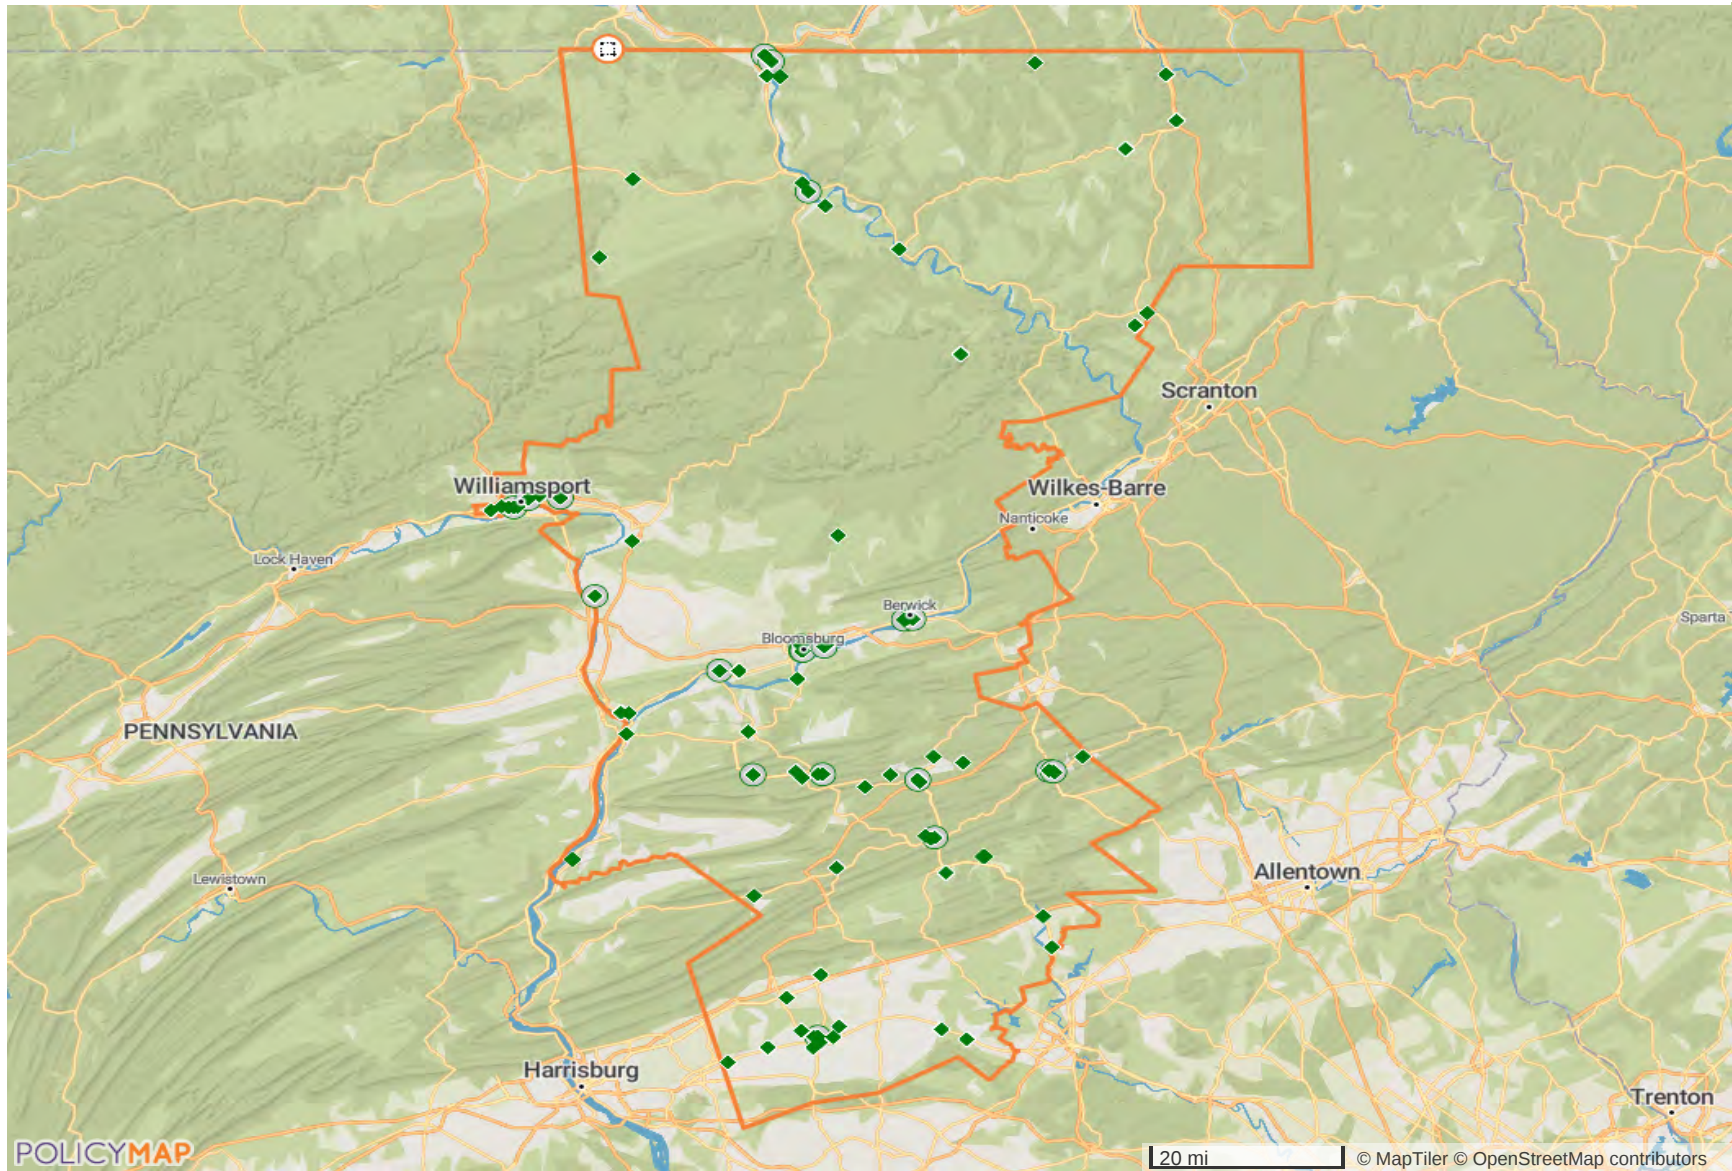 Scranton
Williamsport
Wilkes-Barre
Nanticoke
Lock Haven
Berwick
Sparta
Bloomsburg
PENNSYLVANIA
Allentown
Lewistown
Harrisburg
Trenton
POLICYMAP
20 mi
© MapTiler © OpenStreetMap contributors